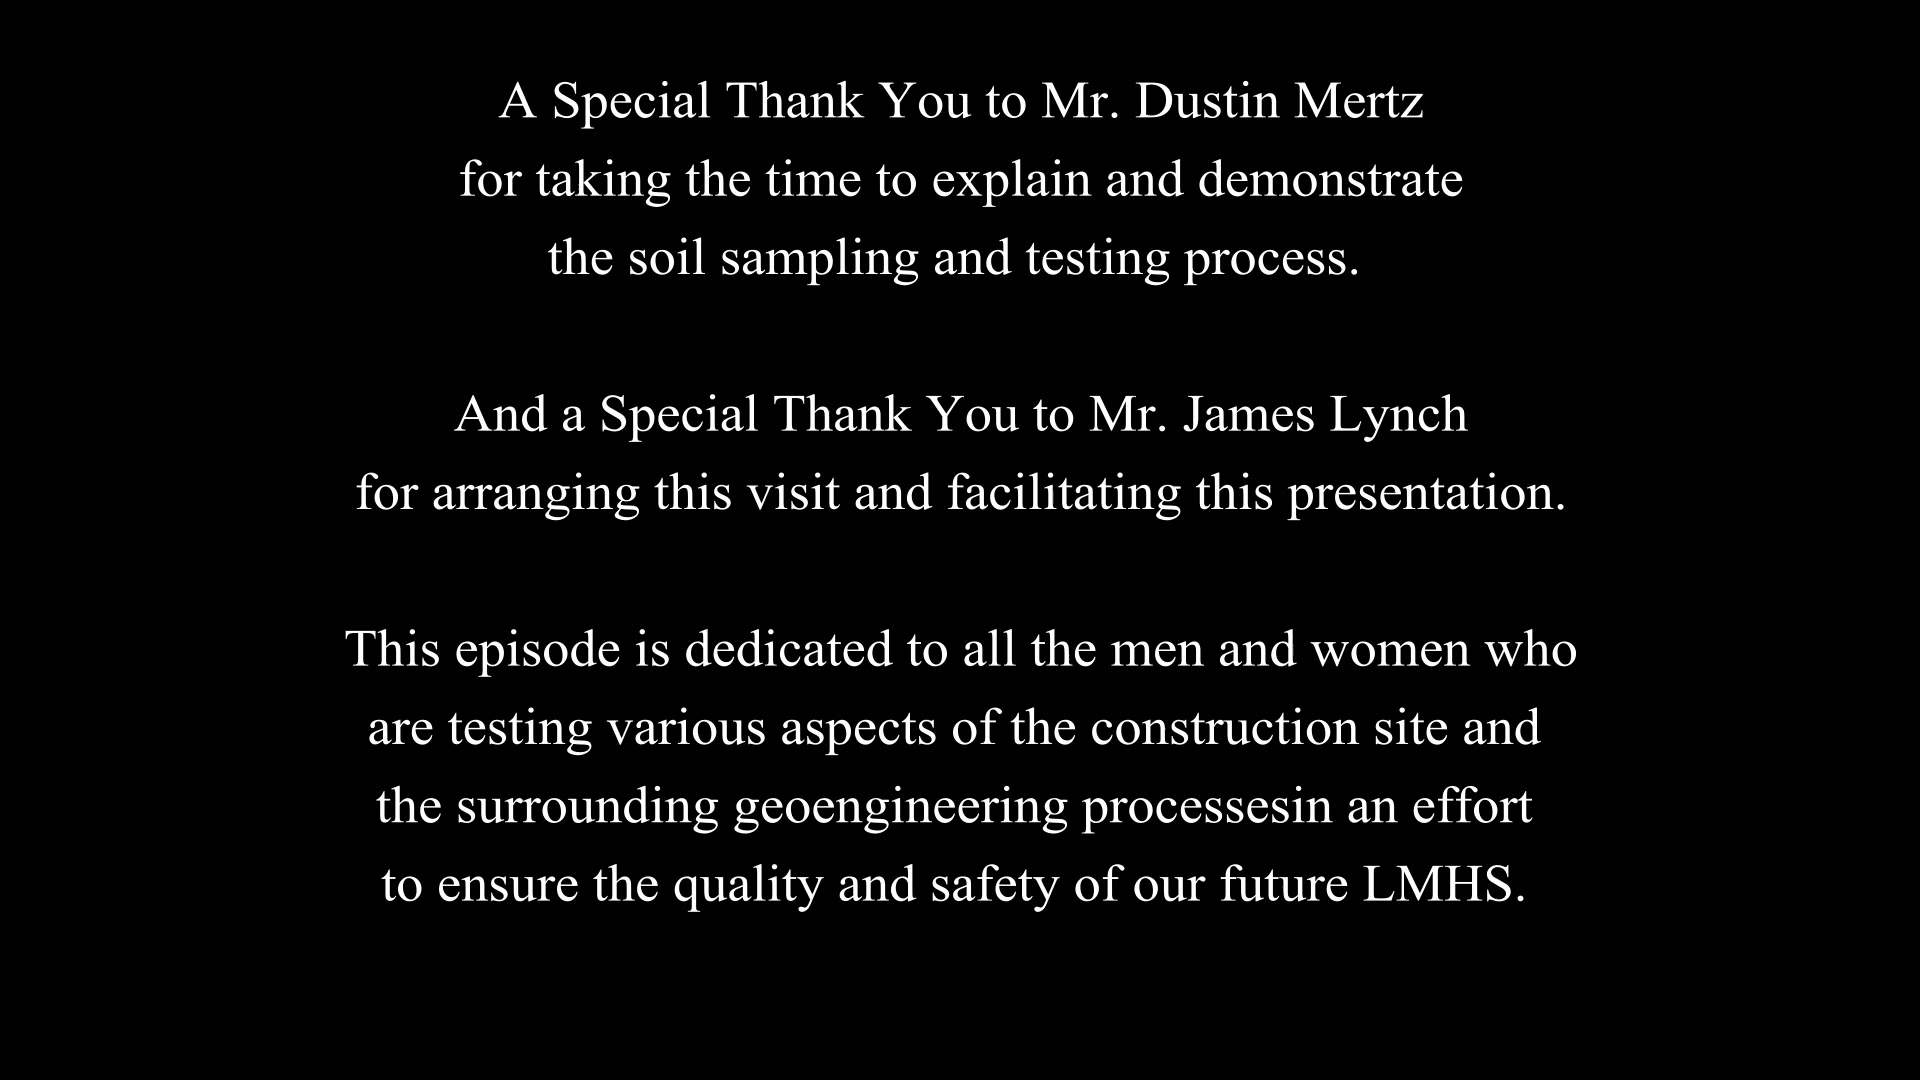 A Special Thank You to Mr. Dustin Mertz
for taking the time to explain and demonstrate
the soil sampling and testing process.
And a Special Thank You to Mr. James Lynch
for arranging this visit and facilitating this presentation.
This episode is dedicated to all the men and women who
are testing various aspects of the construction site and
the surrounding geoengineering processesin an effort
to ensure the quality and safety of our future LMHS.